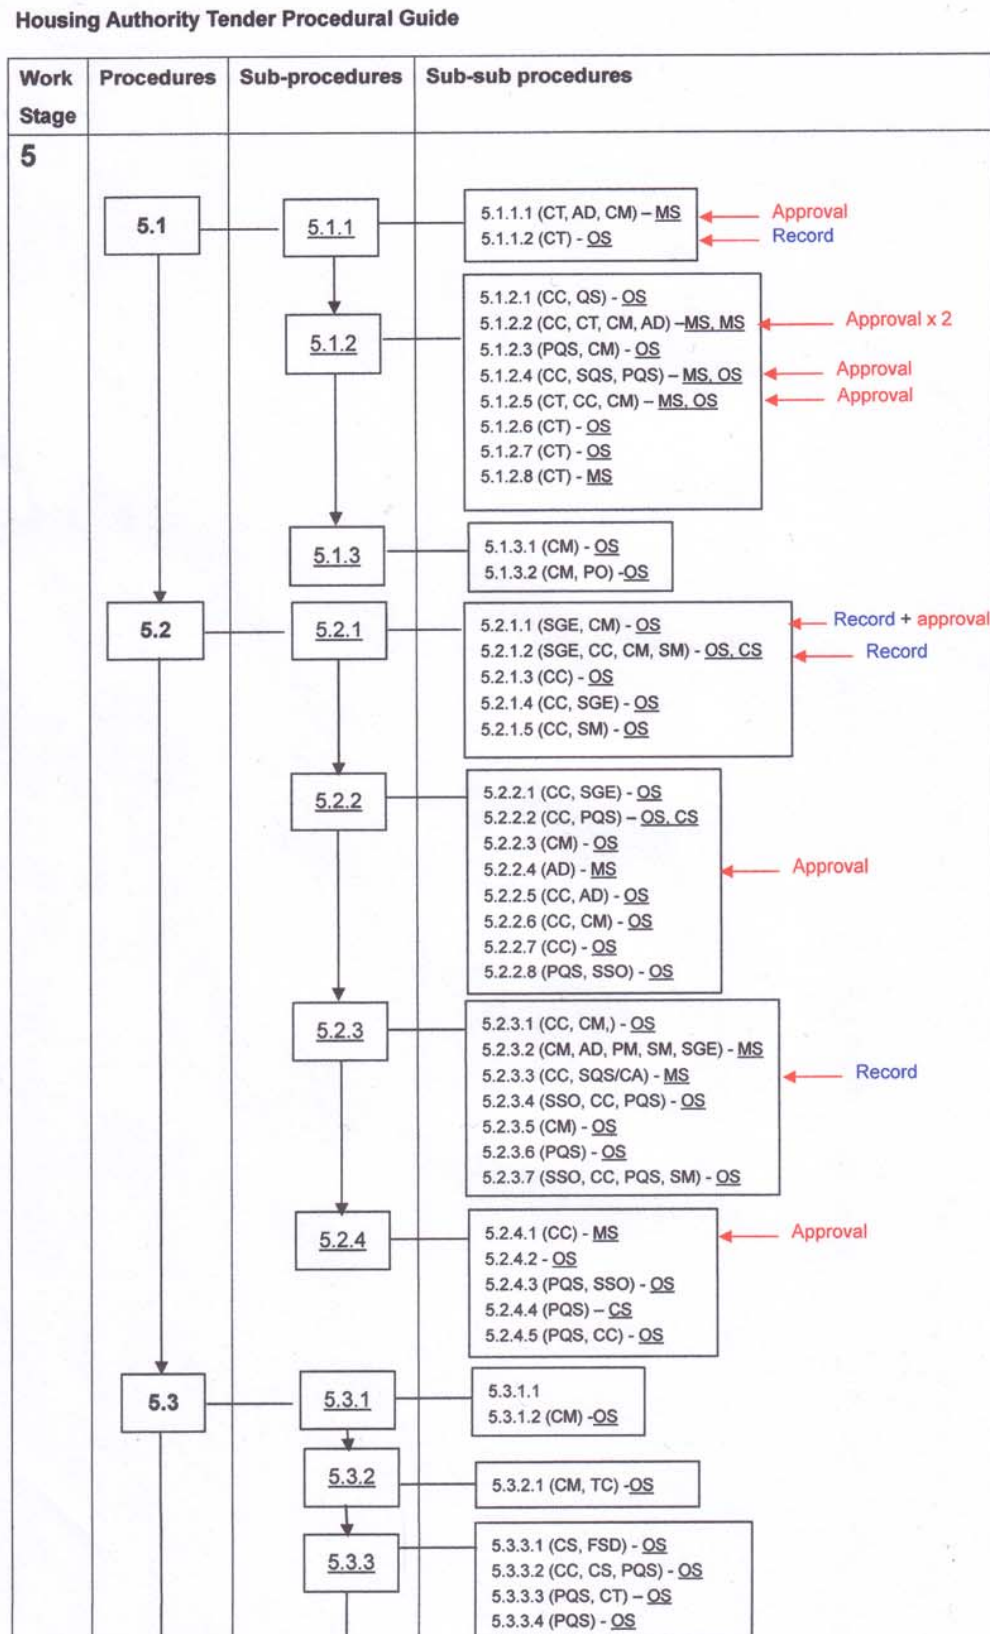 Housing Authority Tender Procedural Guide
Work Stage
Procedures
Sub-procedures
Sub-sub procedures
5
5.1
5.1.1
5.1.1.1 (CT, AD, CM) – MS
Approval
5.1.1.2 (CT) - OS
Record
5.1.2
5.1.2.1 (CC, QS) - OS
5.1.2.2 (CC, CT, CM, AD) –MS, MS
Approval x 2
5.1.2.3 (PQS, CM) - OS
5.1.2.4 (CC, SQS, PQS) – MS, OS
Approval
5.1.2.5 (CT, CC, CM) – MS, OS
Approval
5.1.2.6 (CT) - OS
5.1.2.7 (CT) - OS
5.1.2.8 (CT) - MS
5.1.3
5.1.3.1 (CM) - OS
5.1.3.2 (CM, PO) -OS
5.2
5.2.1
5.2.1.1 (SGE, CM) - OS
Record + approval
5.2.1.2 (SGE, CC, CM, SM) - OS, CS
Record
5.2.1.3 (CC) - OS
5.2.1.4 (CC, SGE) - OS
5.2.1.5 (CC, SM) - OS
5.2.2
5.2.2.1 (CC, SGE) - OS
5.2.2.2 (CC, PQS) – OS, CS
5.2.2.3 (CM) - OS
5.2.2.4 (AD) - MS
Approval
5.2.2.5 (CC, AD) - OS
5.2.2.6 (CC, CM) - OS
5.2.2.7 (CC) - OS
5.2.2.8 (PQS, SSO) - OS
5.2.3
5.2.3.1 (CC, CM,) - OS
5.2.3.2 (CM, AD, PM, SM, SGE) - MS
5.2.3.3 (CC, SQS/CA) - MS
Record
5.2.3.4 (SSO, CC, PQS) - OS
5.2.3.5 (CM) - OS
5.2.3.6 (PQS) - OS
5.2.3.7 (SSO, CC, PQS, SM) - OS
5.2.4
5.2.4.1 (CC) - MS
Approval
5.2.4.2 - OS
5.2.4.3 (PQS, SSO) - OS
5.2.4.4 (PQS) – CS
5.2.4.5 (PQS, CC) - OS
5.3
5.3.1
5.3.1.1
5.3.1.2 (CM) -OS
5.3.2
5.3.2.1 (CM, TC) -OS
5.3.3
5.3.3.1 (CS, FSD) - OS
5.3.3.2 (CC, CS, PQS) - OS
5.3.3.3 (PQS, CT) – OS
5.3.3.4 (PQS) - OS